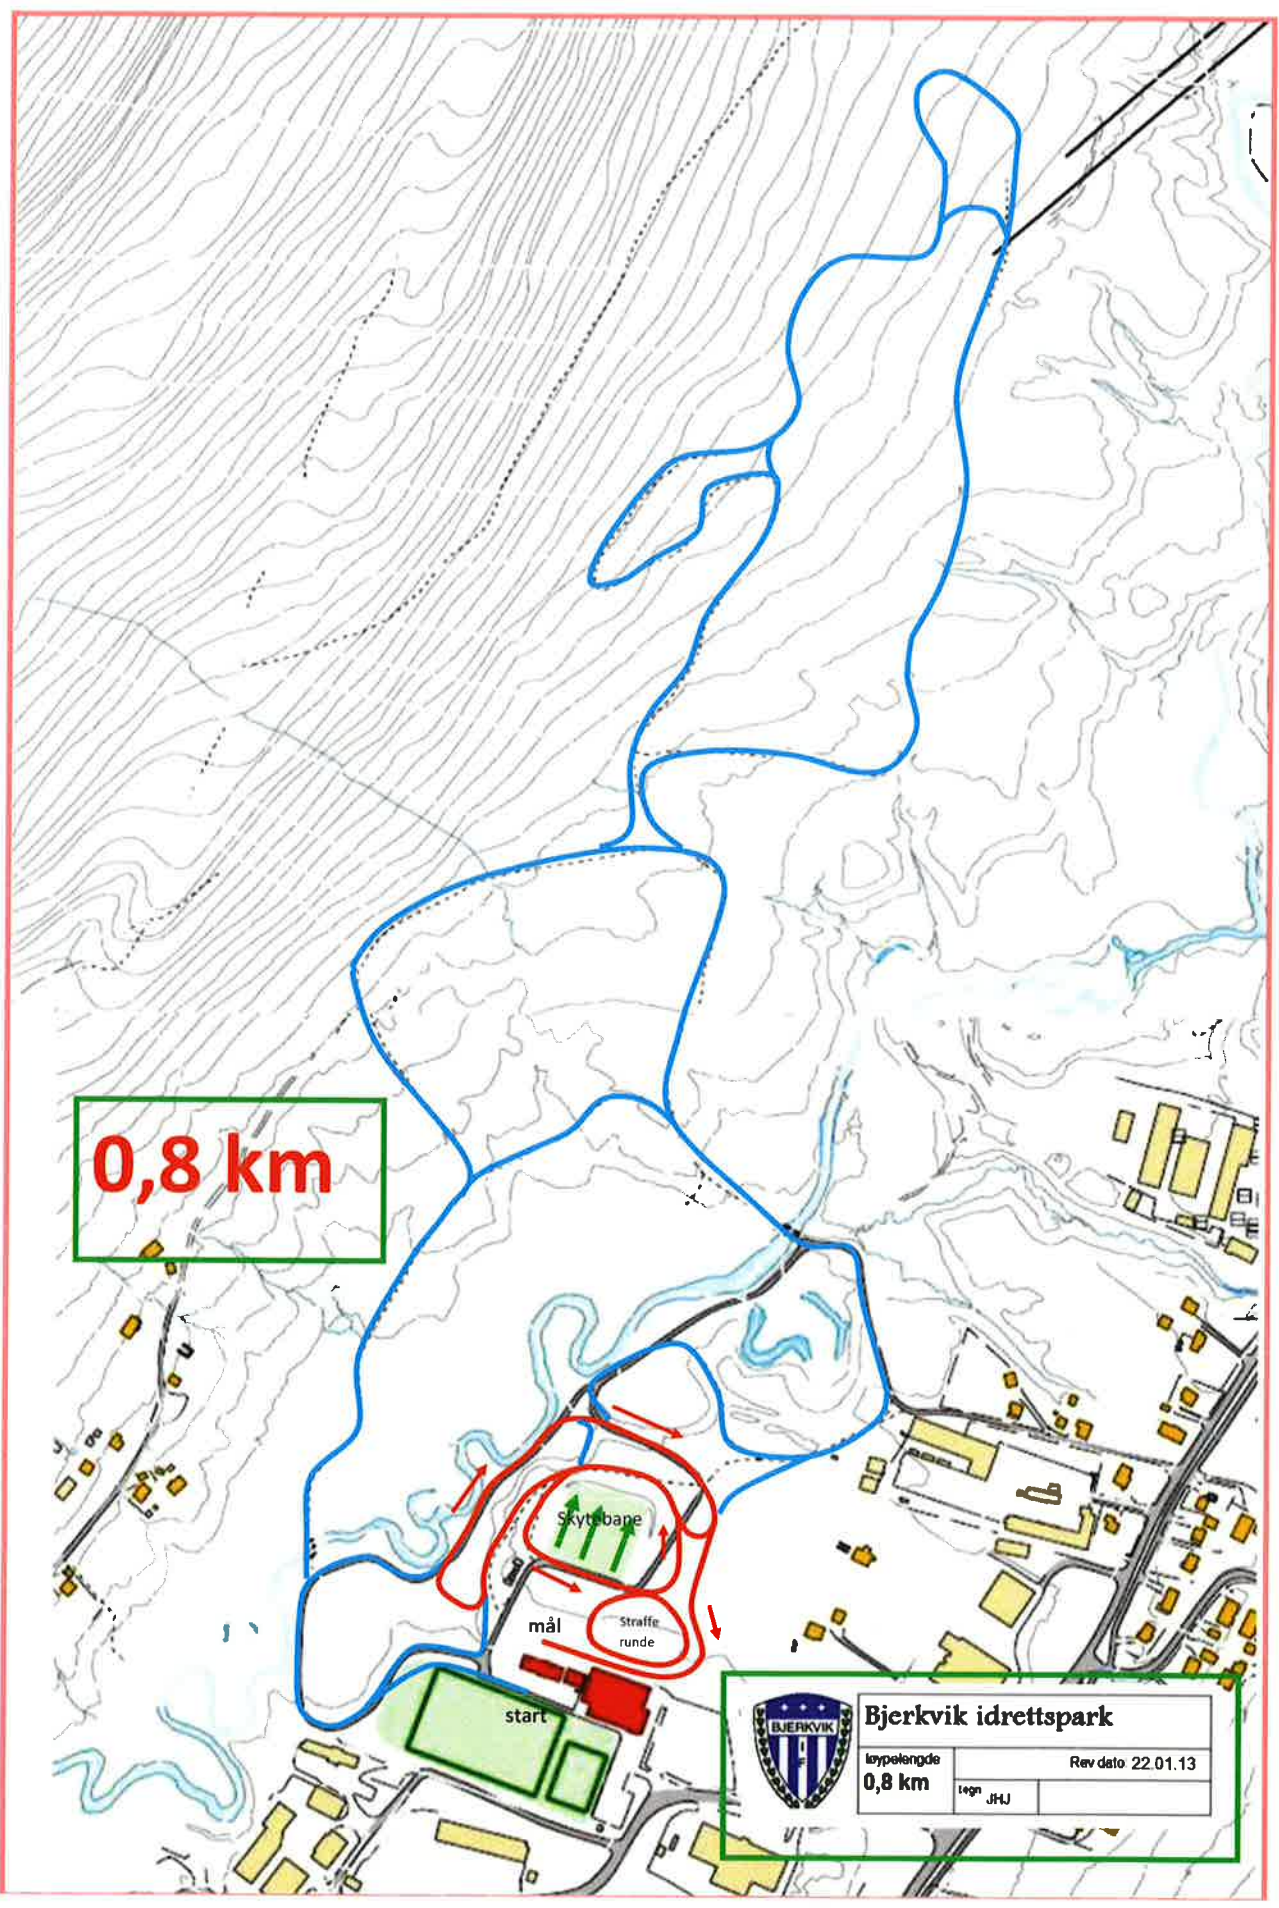 0,8 km
Skytebane
mål
Straffe
runde
start
BJERKVIK
I
F
Bjerkvik idrettspark
løypelengde
0,8 km
Rev dato 22.01.13
tegn JHJ